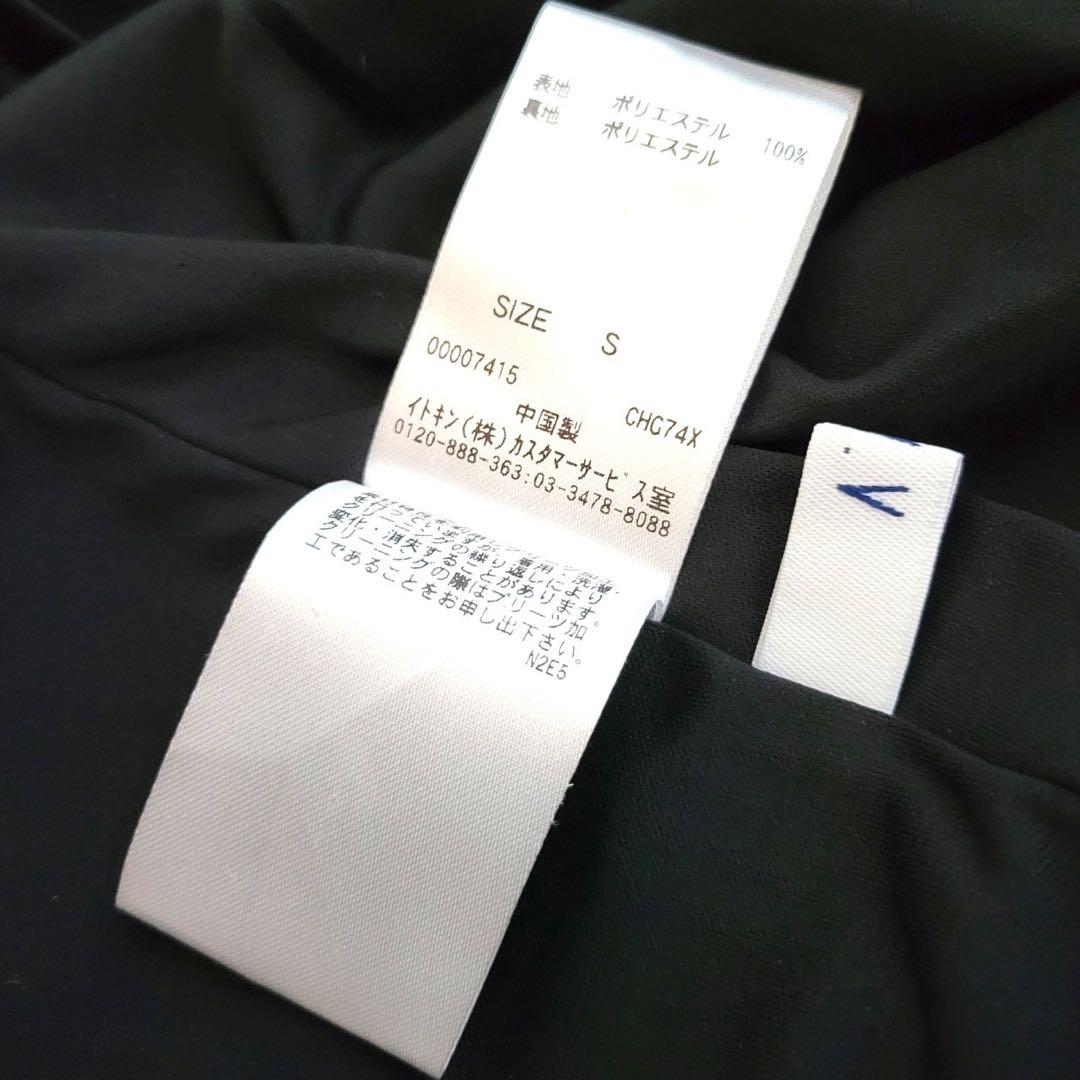 表地 ポリエステル 100%
裏地 ポリエステル
SIZE S
00007415
中国製 CHG74X
イトキン(株)カスタマーサービス室
0120-888-363:03-3478-8088
クリーニングの繰り返しにより
変化・消失することがあります。
クリーニングの際はプリーツ加
工であることをお申し出下さい。
N2E5